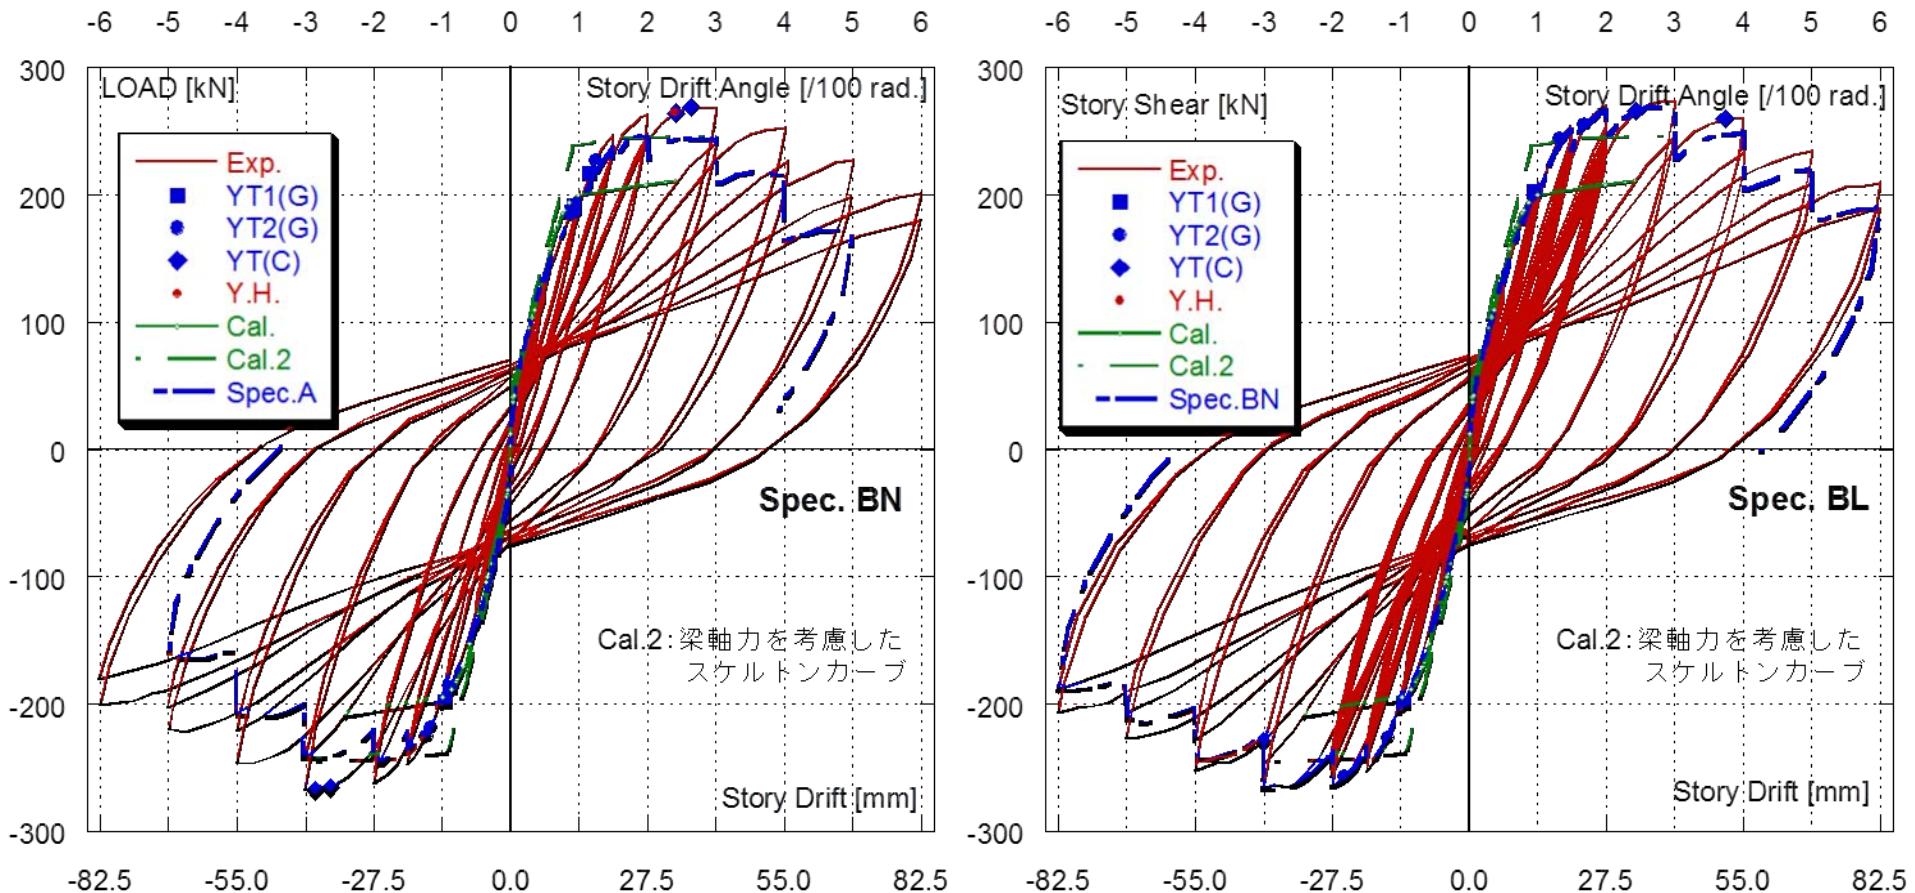 -6 -5 -4 -3 -2 -1 0 1 2 3 4 5 6
300
200
100
0
-100
-200
-300
LOAD [kN]
Story Drift Angle [/100 rad.]
Exp.
YT1(G)
YT2(G)
YT(C)
Y.H.
Cal.
Cal.2
Spec.A
Spec. BN
Cal.2:梁軸力を考慮した
スケルトンカーブ
Story Drift [mm]
-82.5 -55.0 -27.5 0.0 27.5 55.0 82.5
-6 -5 -4 -3 -2 -1 0 1 2 3 4 5 6
300
200
100
0
-100
-200
-300
Story Shear [kN]
Story Drift Angle [/100 rad.]
Exp.
YT1(G)
YT2(G)
YT(C)
Y.H.
Cal.
Cal.2
Spec.BN
Spec. BL
Cal.2:梁軸力を考慮した
スケルトンカーブ
Story Drift [mm]
-82.5 -55.0 -27.5 0.0 27.5 55.0 82.5